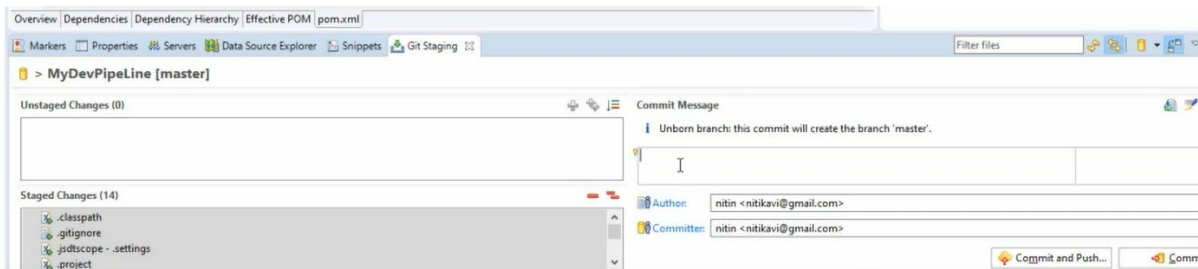 Overview Dependencies Dependency Hierarchy Effective POM pom.xml
Markers Properties Servers Data Source Explorer Snippets Git Staging Filter files
> MyDevPipeLine [master]
Unstaged Changes (0)
Commit Message
Unborn branch: this commit will create the branch 'master'.
Staged Changes (14)
.classpath
.gitignore
.jsdtscope - .settings
.project
Author: nitin <nitikavi@gmail.com>
Committer: nitin <nitikavi@gmail.com>
Commit and Push... Comm